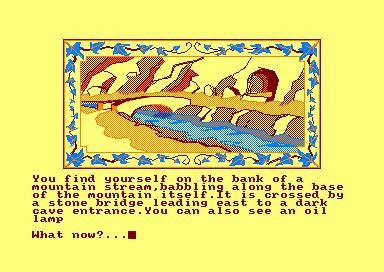 You find yourself on the bank of a
mountain stream,babbling along the base
of the mountain itself.It is crossed by
a stone bridge leading east to a dark
cave entrance.You can also see an oil
lamp
What now?...